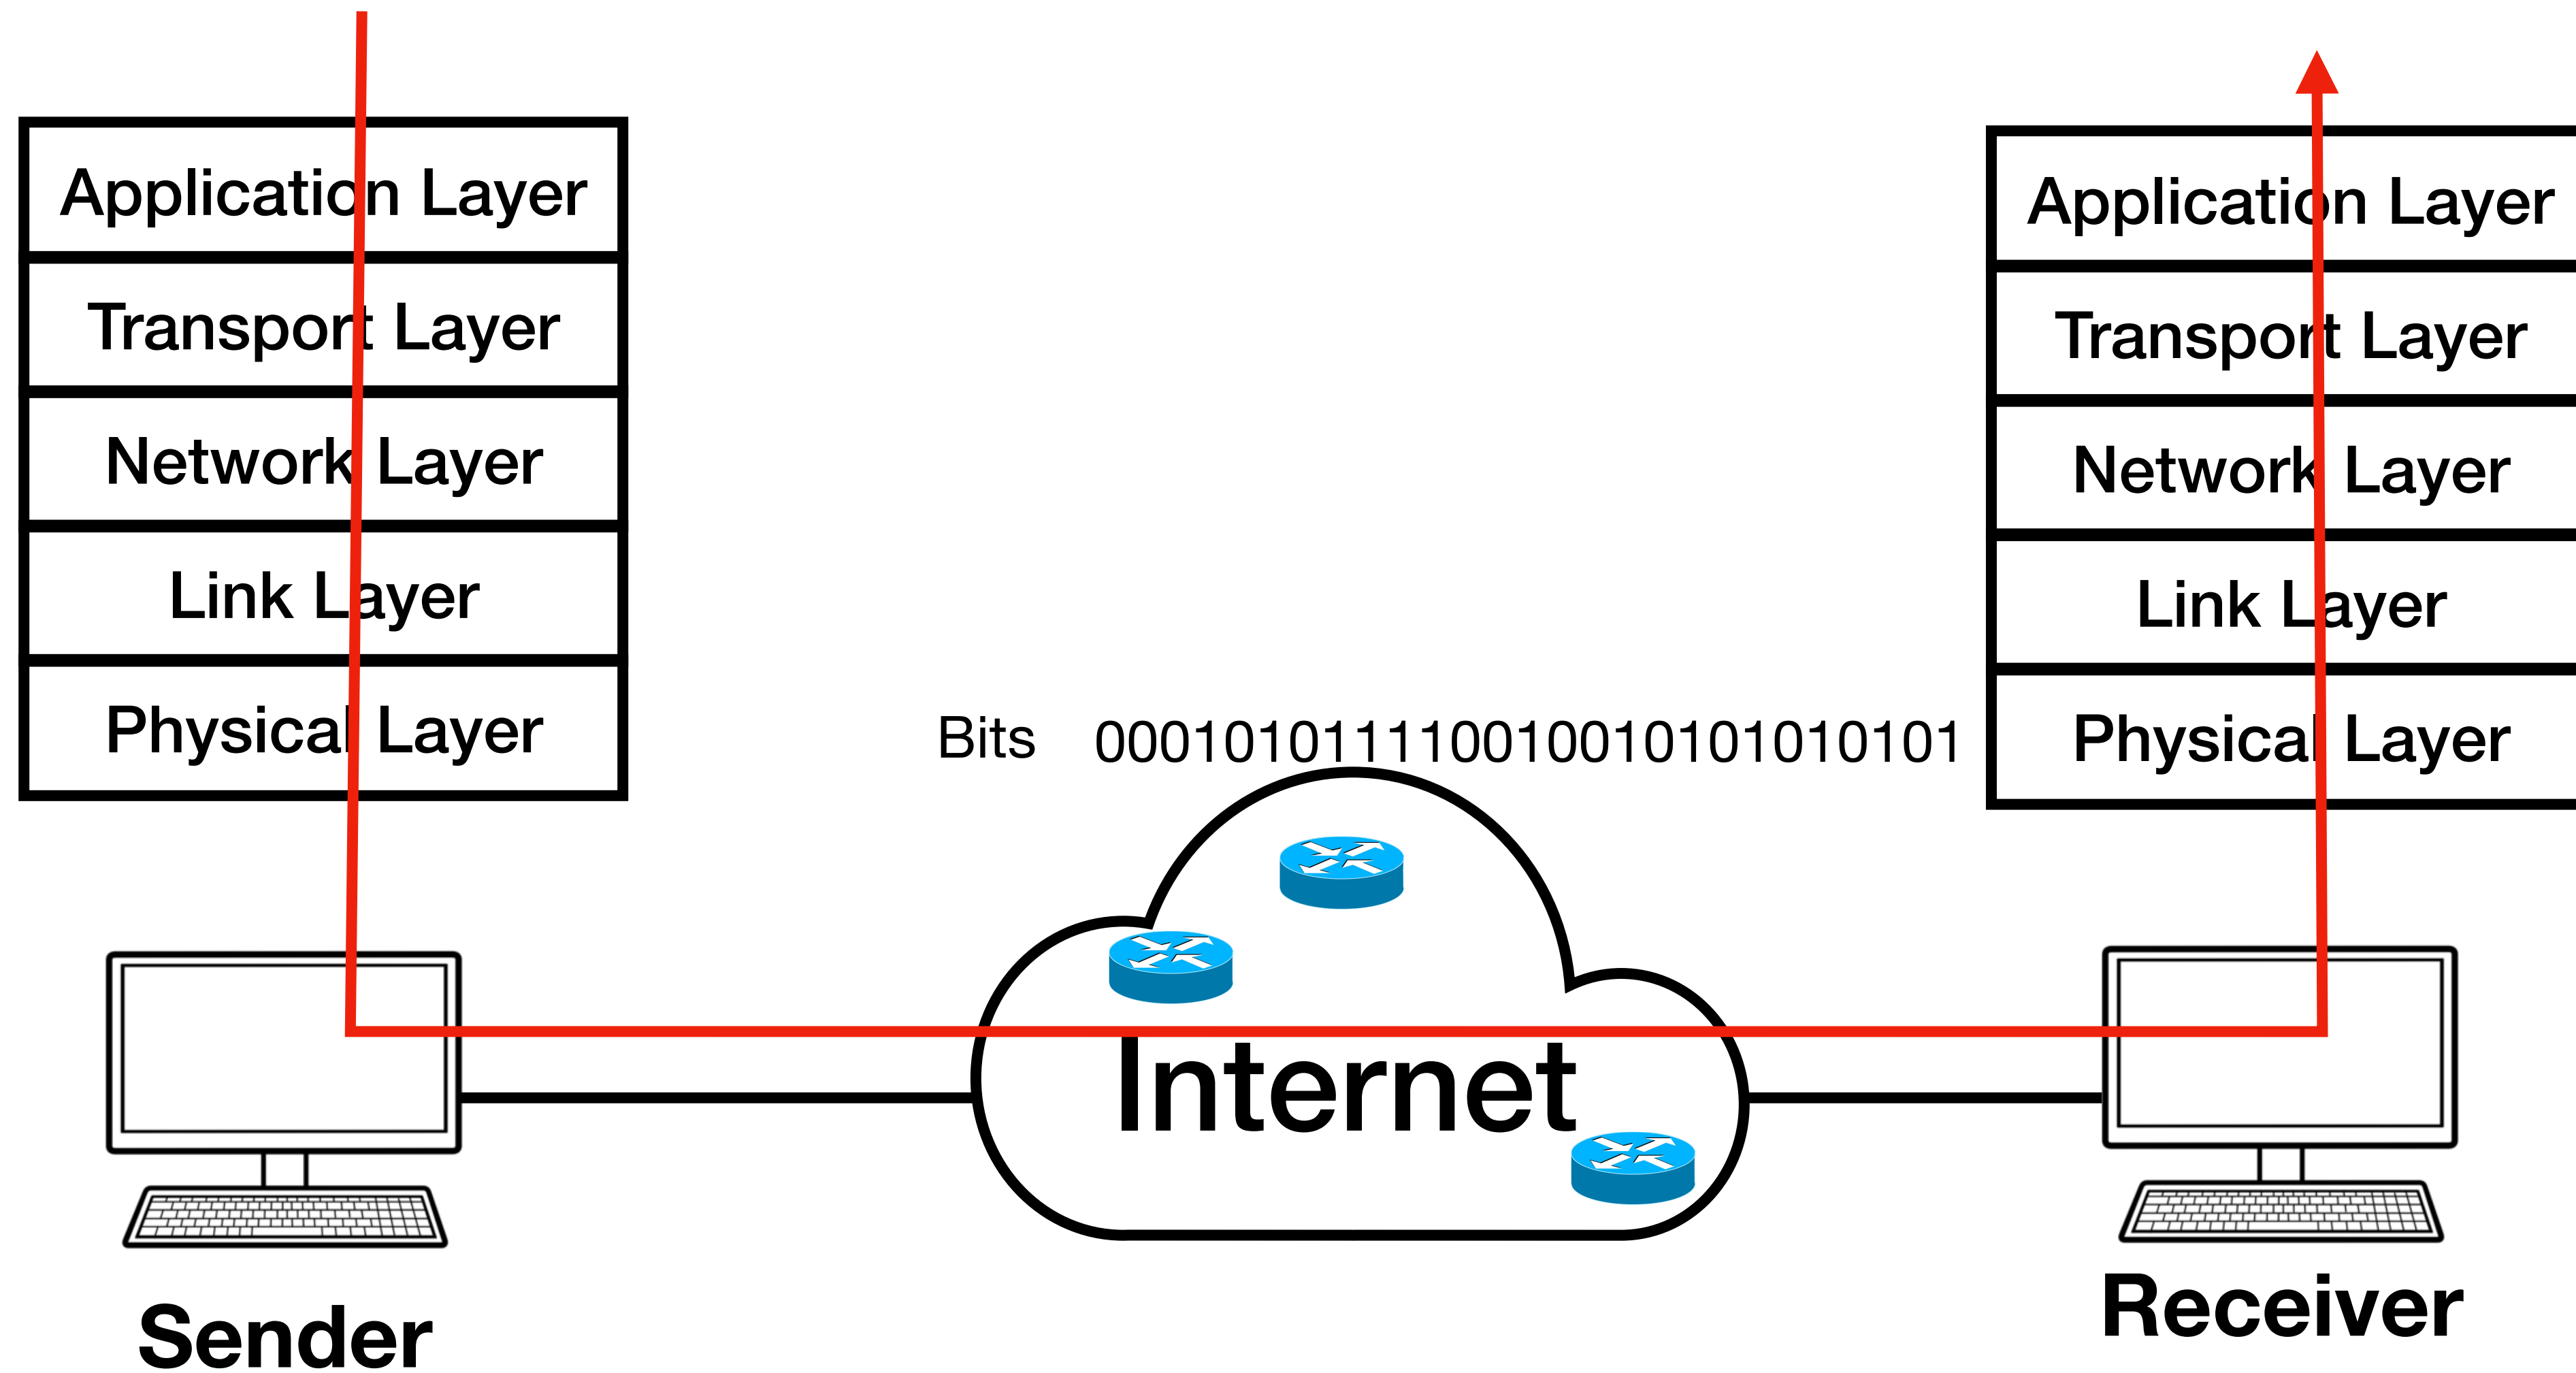 Application Layer
Transport Layer
Network Layer
Link Layer
Physical Layer
Application Layer
Transport Layer
Network Layer
Link Layer
Physical Layer
Bits 000101011110010010101010101
Internet
Sender
Receiver